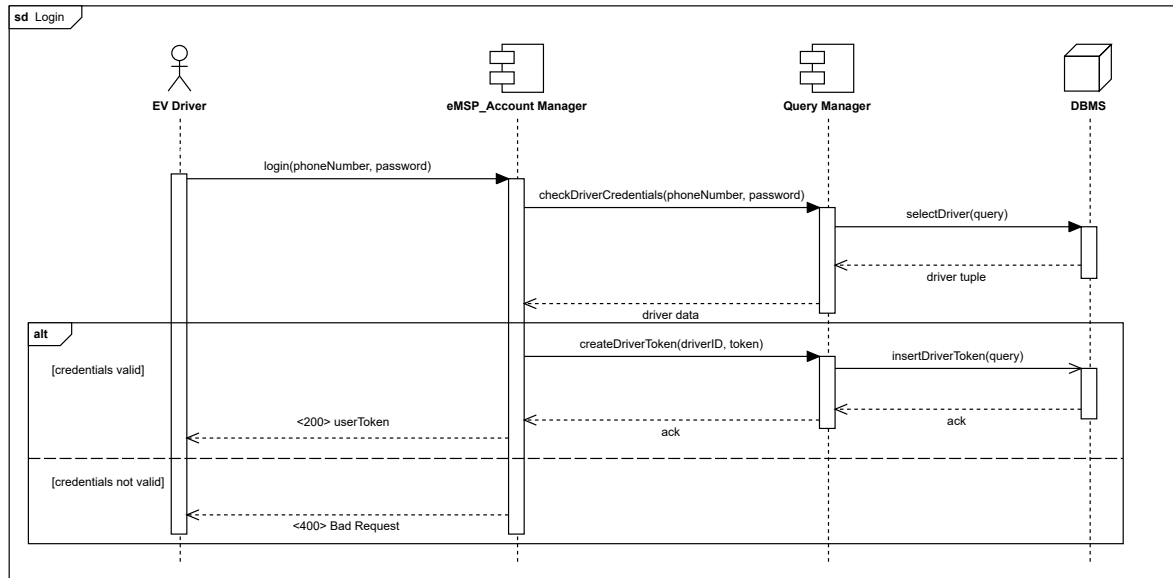 sd Login
EV Driver
eMSP_Account Manager
Query Manager
DBMS
login(phoneNumber, password)
checkDriverCredentials(phoneNumber, password)
selectDriver(query)
driver tuple
driver data
alt
createDriverToken(driverID, token)
insertDriverToken(query)
[credentials valid]
<200> userToken
ack
ack
[credentials not valid]
<400> Bad Request